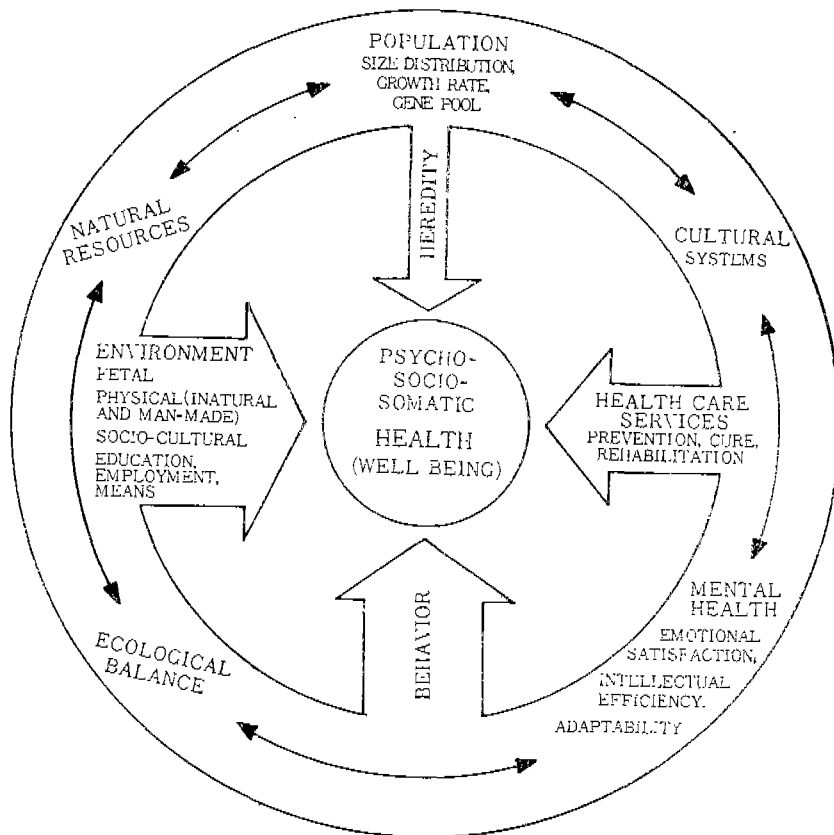 POPULATION
SIZE DISTRIBUTION,
GROWTH RATE,
GENE POOL
HEREDITY
NATURAL
RESOURCES
CULTURAL
SYSTEMS
ENVIRONMENT
FETAL
PHYSICAL (NATURAL
AND MAN-MADE)
SOCIO-CULTURAL
EDUCATION,
EMPLOYMENT,
MEANS
PSYCHO-
SOCIO-
SOMATIC
HEALTH
(WELL BEING)
HEALTH CARE
SERVICES
PREVENTION, CURE,
REHABILITATION
BEHAVIOR
ECOLOGICAL
BALANCE
MENTAL
HEALTH
EMOTIONAL
SATISFACTION,
INTELLECTUAL
EFFICIENCY.
ADAPTABILITY